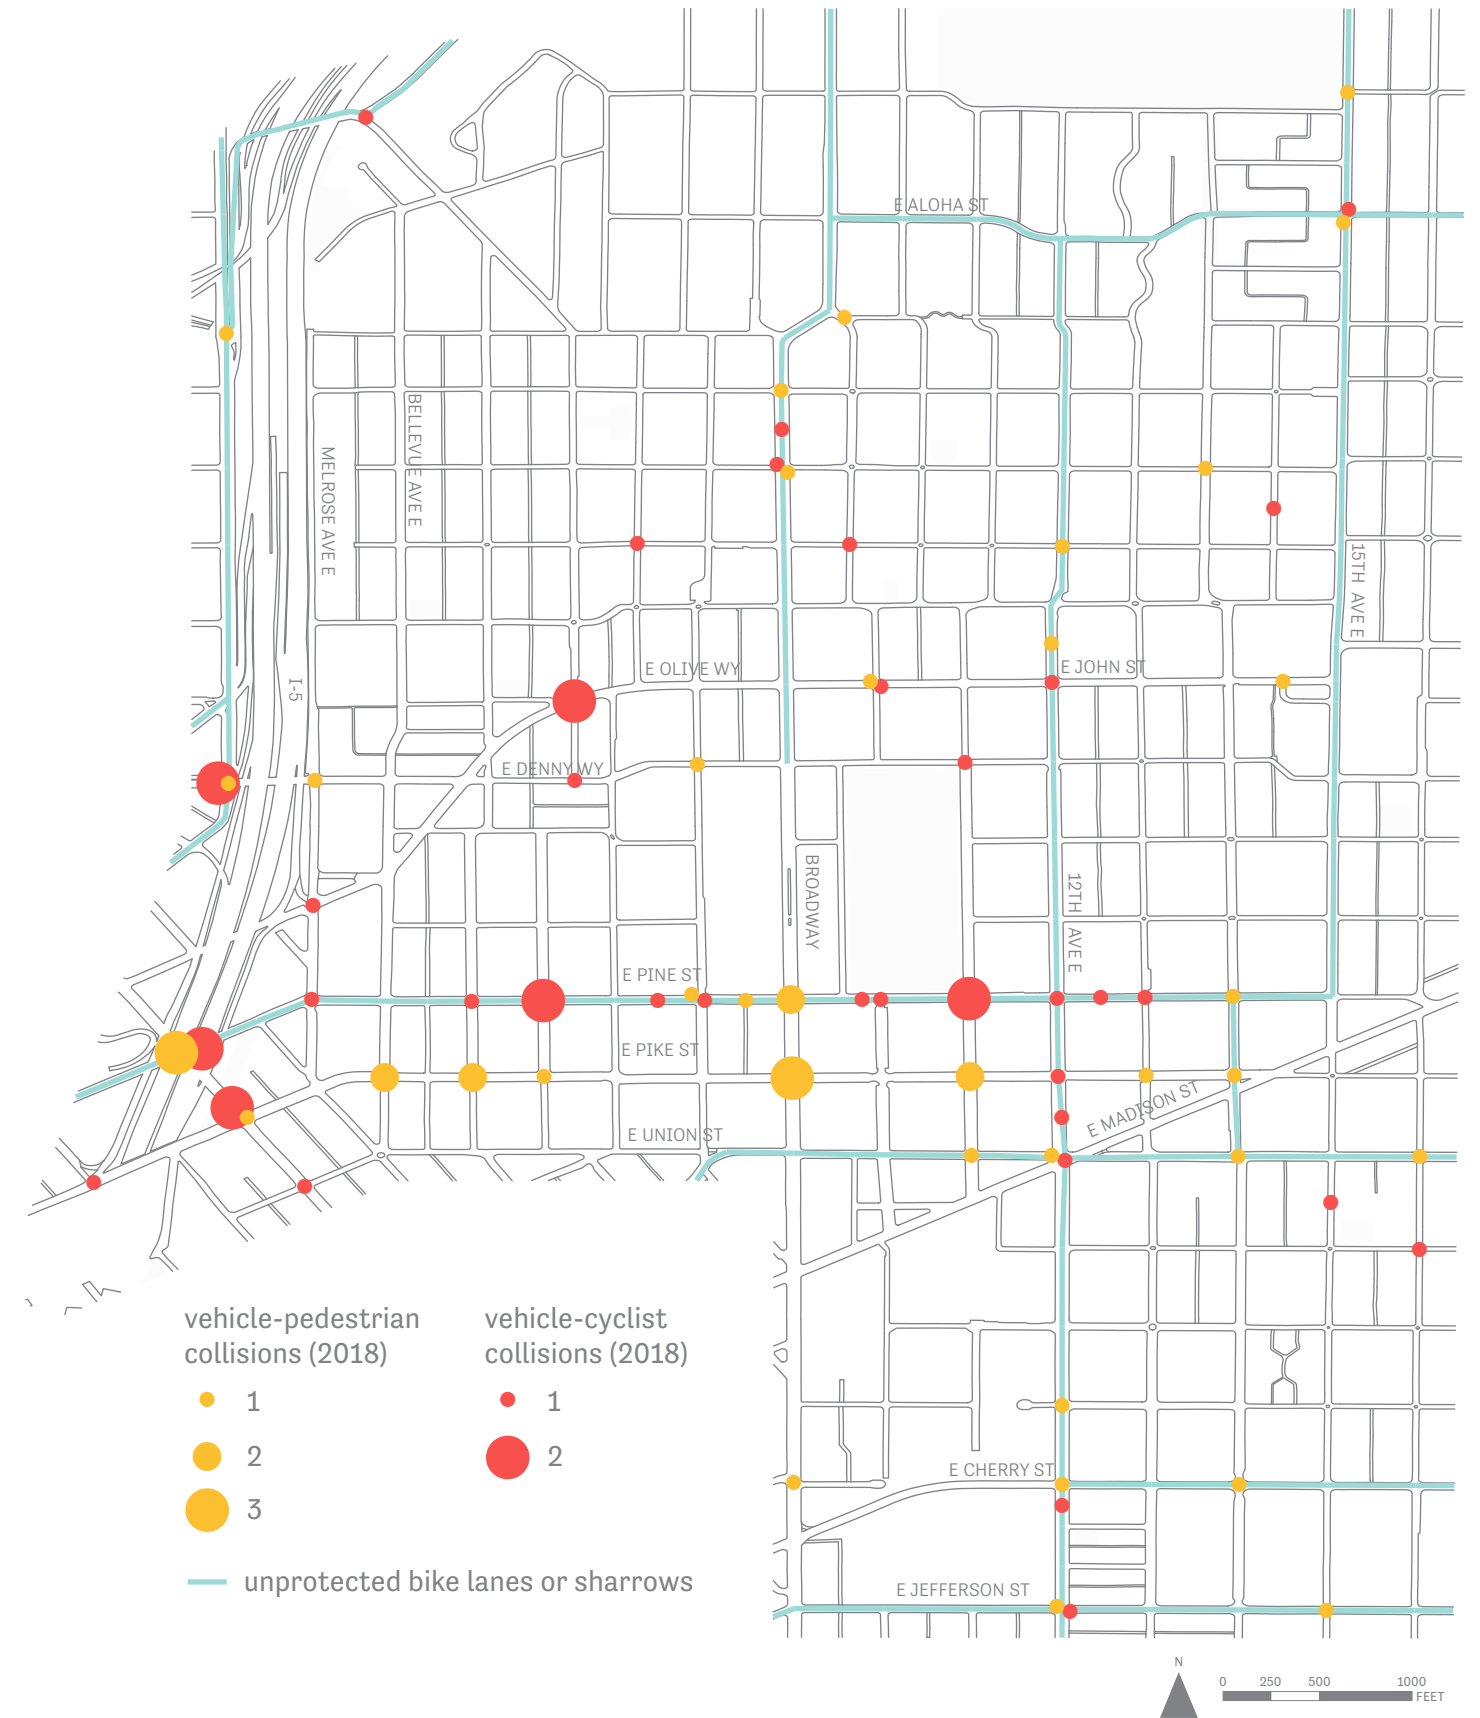 E ALOHA ST
BELLEVUE AVE E
MELROSE AVE E
15TH AVE E
E OLIVE WY
E JOHN ST
I-5
E DENNY WY
BROADWAY
12TH AVE E
E PINE ST
E PIKE ST
E MADISON ST
E UNION ST
vehicle-pedestrian
collisions (2018)
1
2
3
vehicle-cyclist
collisions (2018)
1
2
unprotected bike lanes or sharrows
E CHERRY ST
E JEFFERSON ST
N
0 250 500 1000
FEET